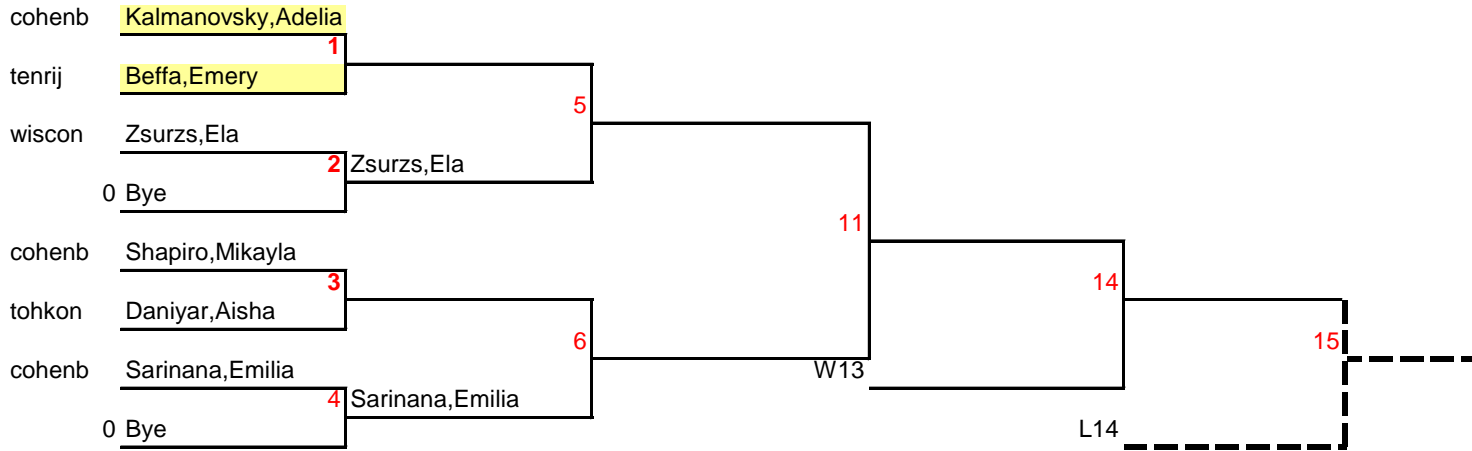 cohenb Kalmanovsky,Adelia
1
tenrij Beffa,Emery
5
wiscon Zsurzs,Ela
2 Zsurzs,Ela
0 Bye
11
cohenb Shapiro,Mikayla
3
14
tohkon Daniyar,Aisha
6
15
cohenb Sarinana,Emilia
W13
4 Sarinana,Emilia
0 Bye
L14